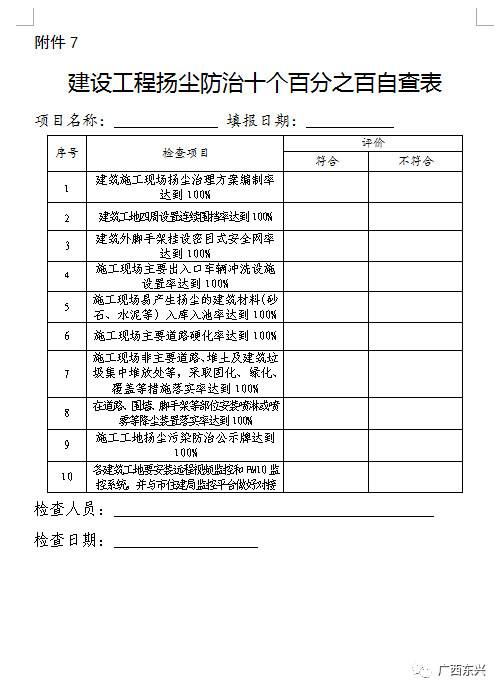 附件 7
建设工程扬尘防治十个百分之百自查表
项目名称： 填报日期：
序号 检查项目 评价
符合 不符合
1 建筑施工现场扬尘治理方案编制率
达到 100%
2 建筑工地四周设置连续围挡率达到 100%
3 建筑外脚手架挂设密目式安全网率
达到 100%
4 施工现场主要出入口车辆冲洗设施
设置率达到 100%
5 施工现场易产生扬尘的建筑材料(砂
石、水泥等）入库入池率达到 100%
6 施工现场主要道路硬化率达到 100%
7 施工现场非主要道路、堆土及建筑垃
圾集中堆放处等，采取固化、绿化、
覆盖等措施落实率达到 100%
8 在道路、围墙、脚手架等部位安装喷淋或喷
雾等降尘装置落实率达到 100%
9 施工工地扬尘污染防治公示牌达到
100%
10 各建筑工地要安装远程视频监控和 PM10 监
控系统，并与市住建局监控平台做好对接
检查人员：
检查日期：
广西东兴